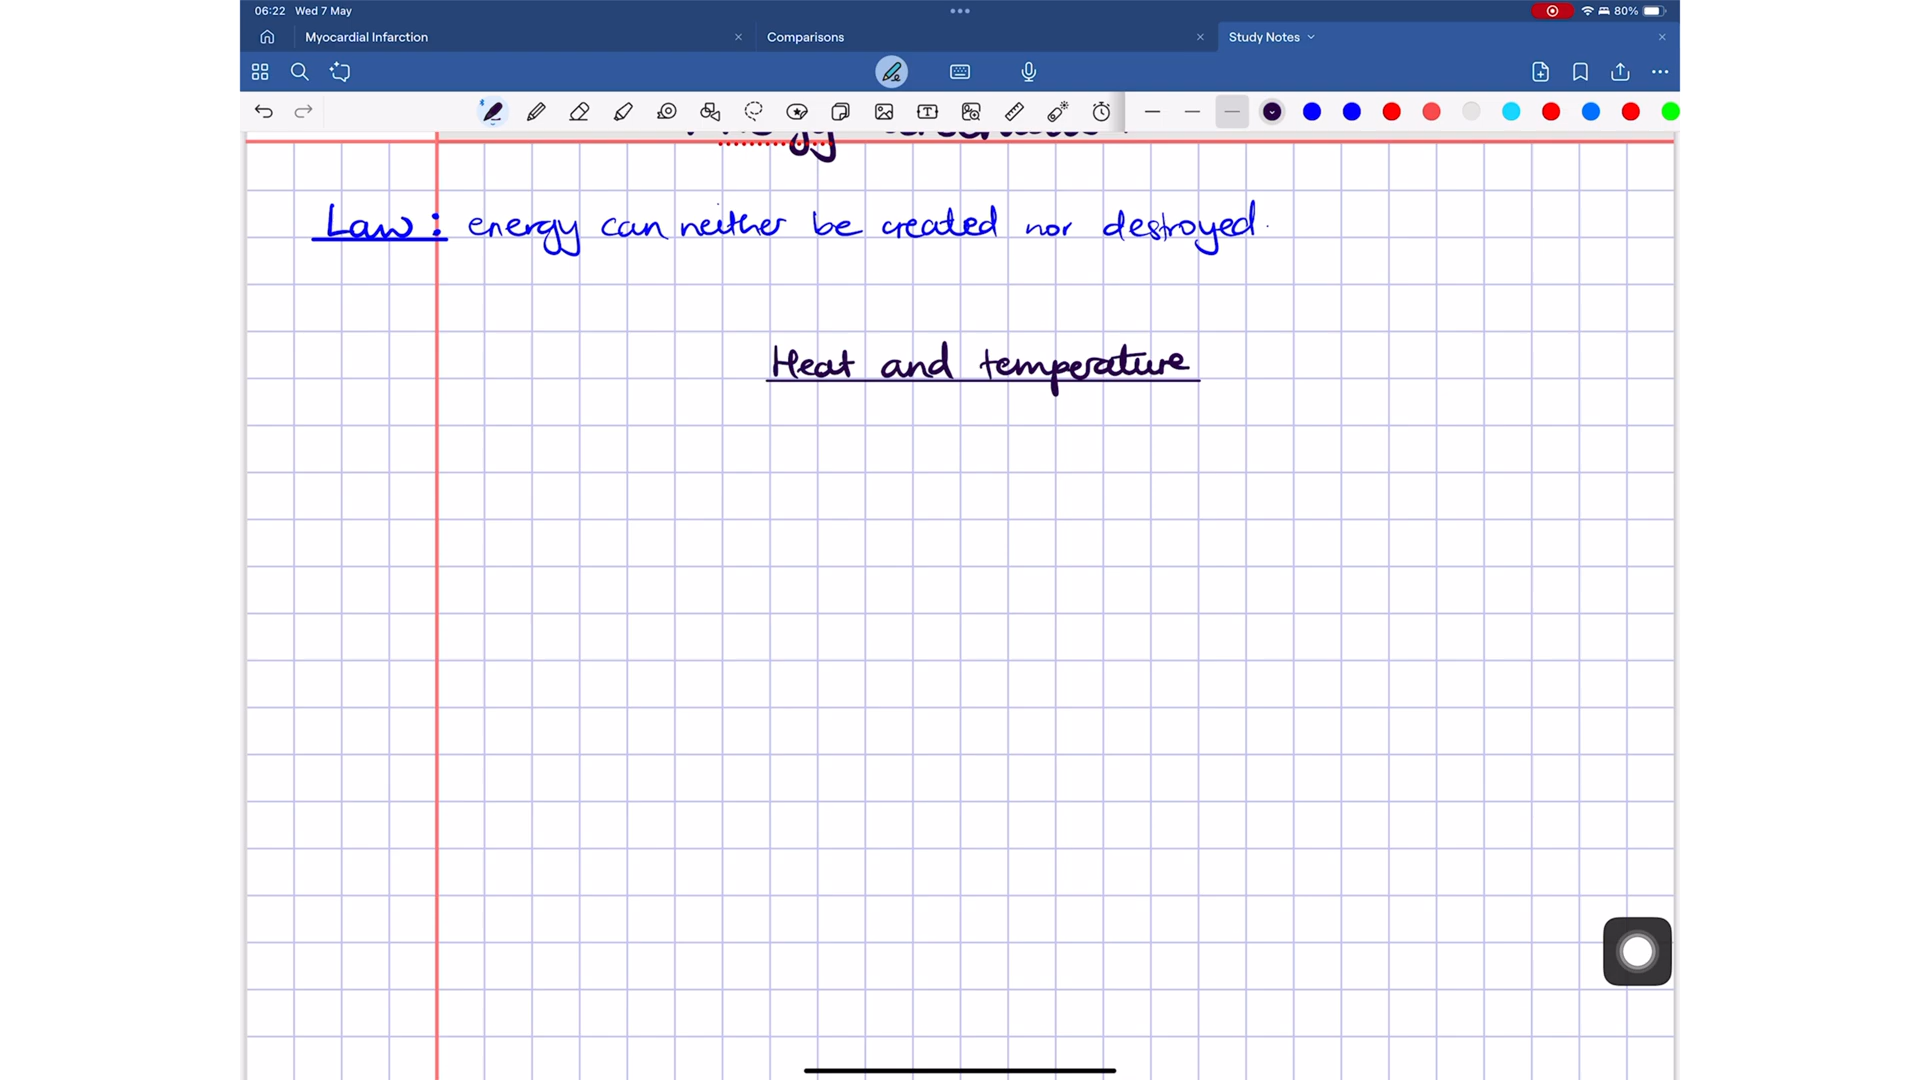 06:22 Wed 7 May 80%
Myocardial Infarction Comparisons Study Notes
Law: energy can neither be created nor destroyed.
Heat and temperature